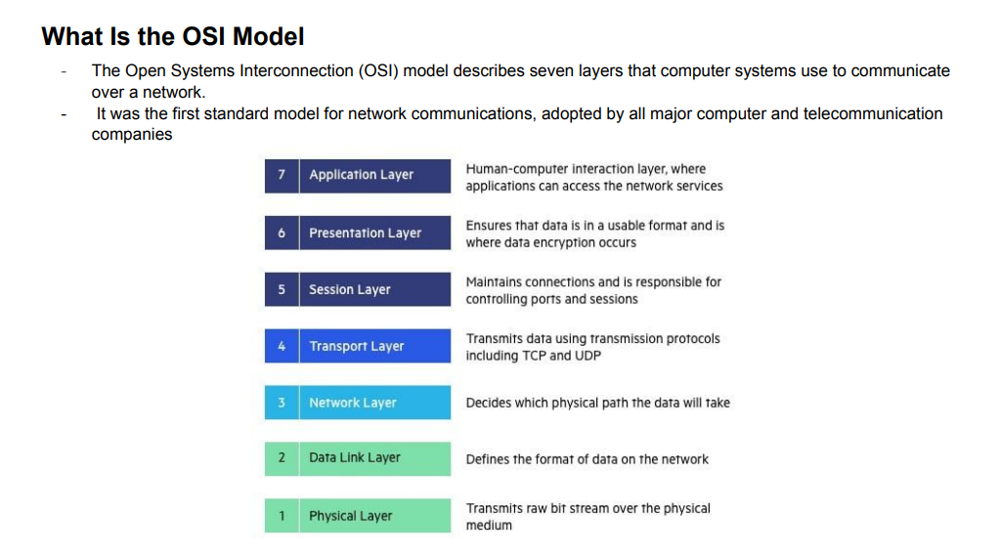 What Is the OSI Model
- The Open Systems Interconnection (OSI) model describes seven layers that computer systems use to communicate
over a network.
- It was the first standard model for network communications, adopted by all major computer and telecommunication
companies
7 Application Layer
Human-computer interaction layer, where
applications can access the network services
6 Presentation Layer
Ensures that data is in a usable format and is
where data encryption occurs
5 Session Layer
Maintains connections and is responsible for
controlling ports and sessions
4 Transport Layer
Transmits data using transmission protocols
including TCP and UDP
3 Network Layer
Decides which physical path the data will take
2 Data Link Layer
Defines the format of data on the network
1 Physical Layer
Transmits raw bit stream over the physical
medium